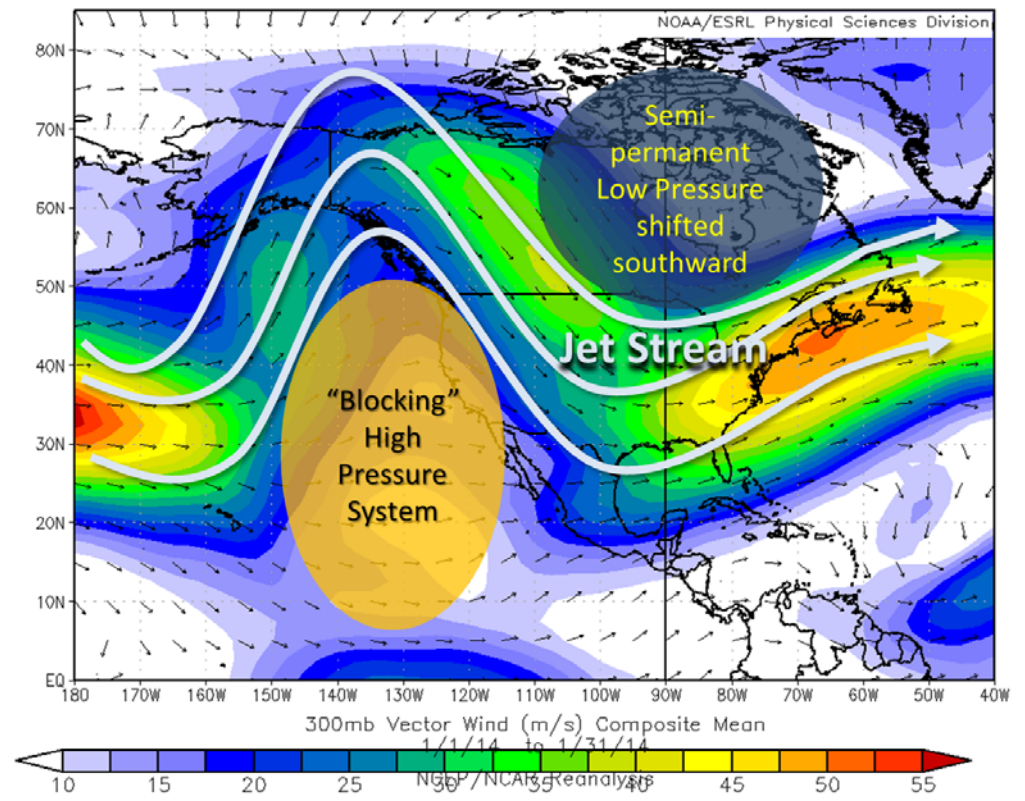 NOAA/ESRL Physical Sciences Division
80N
70N
60N
50N
40N
30N
20N
10N
EQ
Semi-
permanent
Low Pressure
shifted
southward
Jet Stream
“Blocking”
High
Pressure
System
180 170W 160W 150W 140W 130W 120W 110W 100W 90W 80W 70W 60W 50W 40W
300mb Vector Wind (m/s) Composite Mean
1/1/14 to 1/31/14
NCEP/NCAR Reanalysis
10 15 20 25 30 35 40 45 50 55